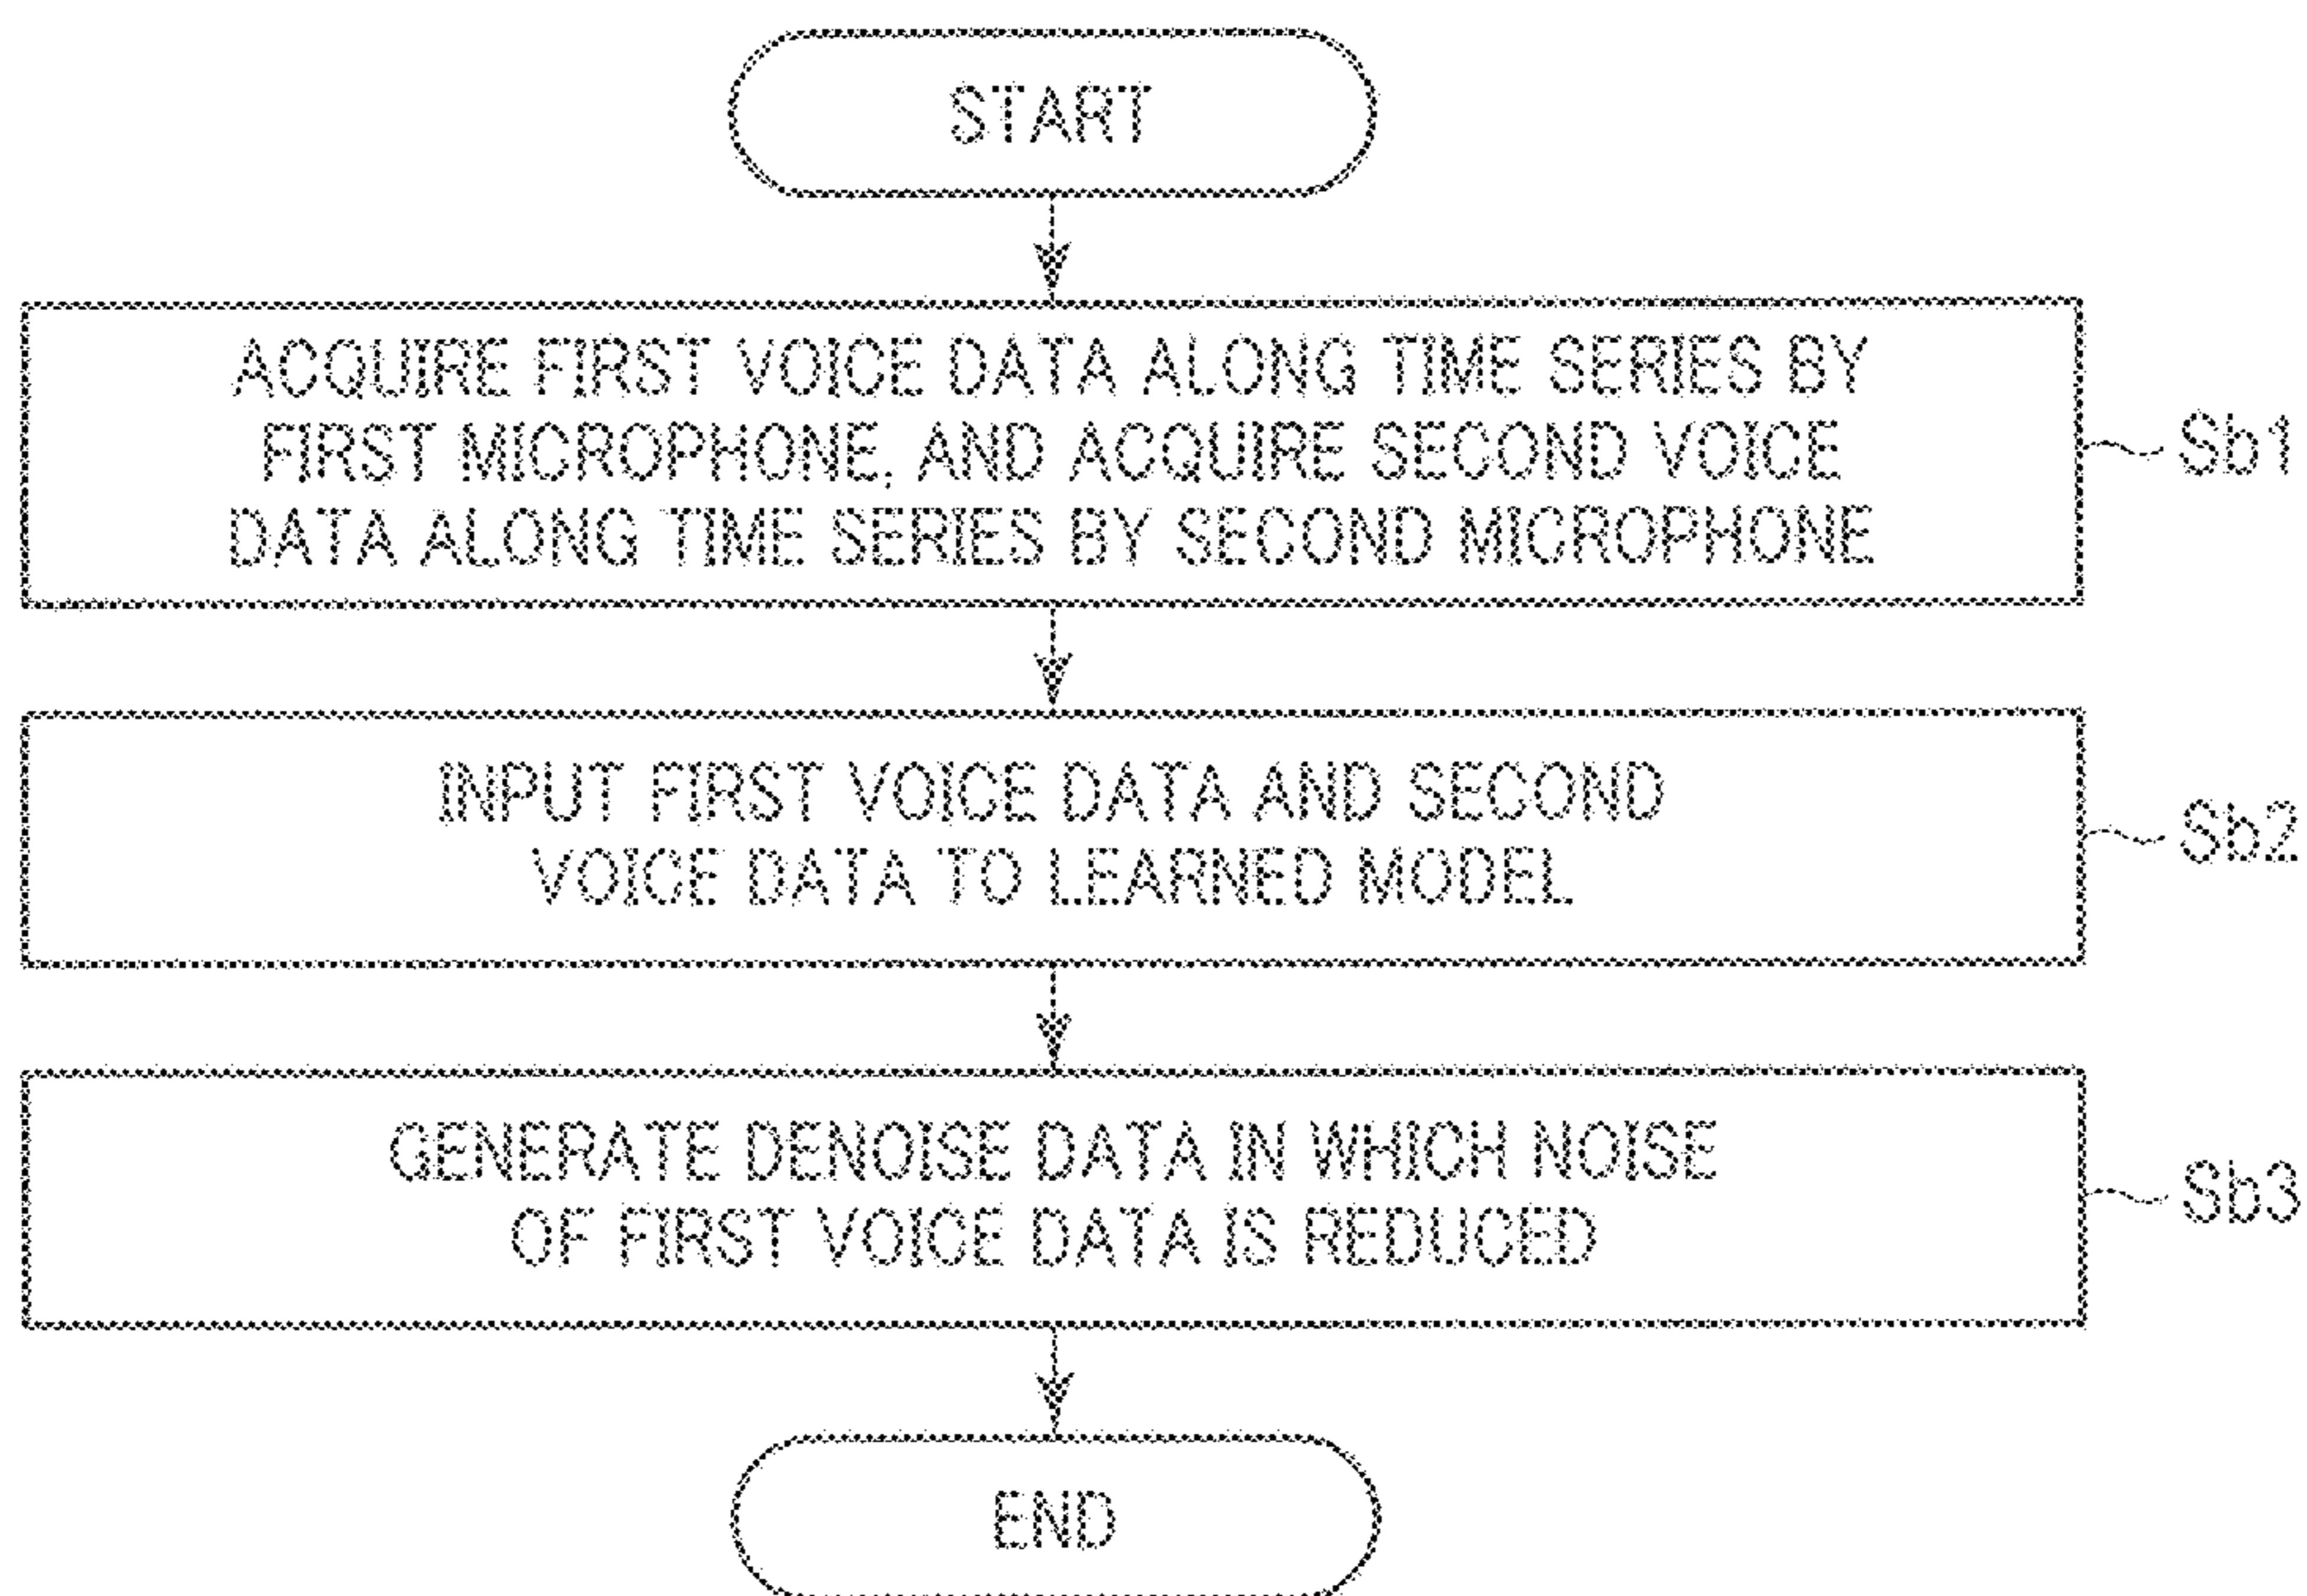 START
ACQUIRE FIRST VOICE DATA ALONG TIME SERIES BY
FIRST MICROPHONE, AND ACQUIRE SECOND VOICE
DATA ALONG TIME SERIES BY SECOND MICROPHONE
Sb1
INPUT FIRST VOICE DATA AND SECOND
VOICE DATA TO LEARNED MODEL
Sb2
GENERATE DENOISE DATA IN WHICH NOISE
OF FIRST VOICE DATA IS REDUCED
Sb3
END